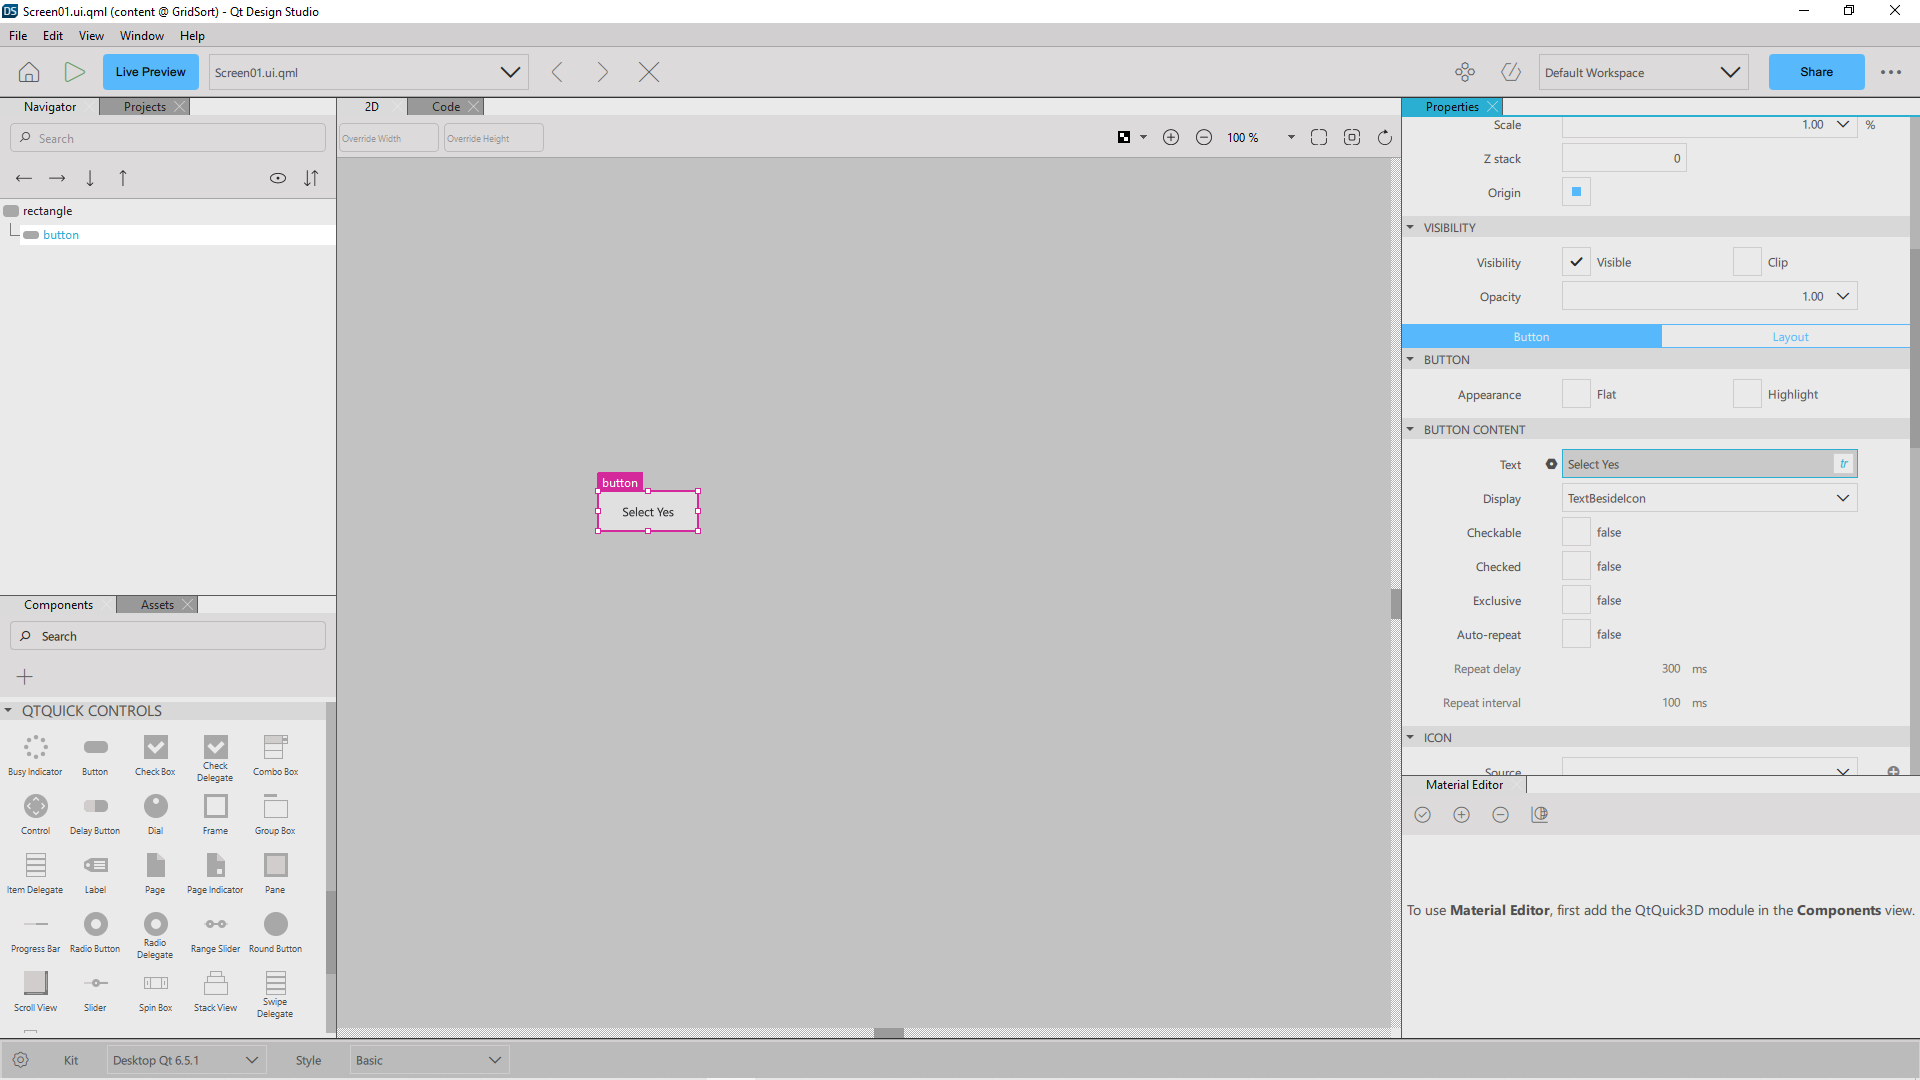 Screen01.ui.qml (content @ GridSort) - Qt Design Studio
File Edit View Window Help
Live Preview Screen01.ui.qml Default Workspace Share
Navigator Projects 2D Code Properties
Search
Override Width Override Height 100 %
rectangle
button
button
Select Yes
Components Assets
Search
QTQUICK CONTROLS
Busy Indicator Button Check Box Check Delegate Combo Box
Control Delay Button Dial Frame Group Box
Item Delegate Label Page Page Indicator Pane
Progress Bar Radio Button Radio Delegate Range Slider Round Button
Scroll View Slider Spin Box Stack View Swipe Delegate
Scale 1.00 %
Z stack 0
Origin
VISIBILITY
Visibility Visible Clip
Opacity 1.00
Button Layout
BUTTON
Appearance Flat Highlight
BUTTON CONTENT
Text Select Yes tr
Display TextBesideIcon
Checkable false
Checked false
Exclusive false
Auto-repeat false
Repeat delay 300 ms
Repeat interval 100 ms
ICON
Source
Material Editor
To use Material Editor, first add the QtQuick3D module in the Components view.
Kit Desktop Qt 6.5.1 Style Basic